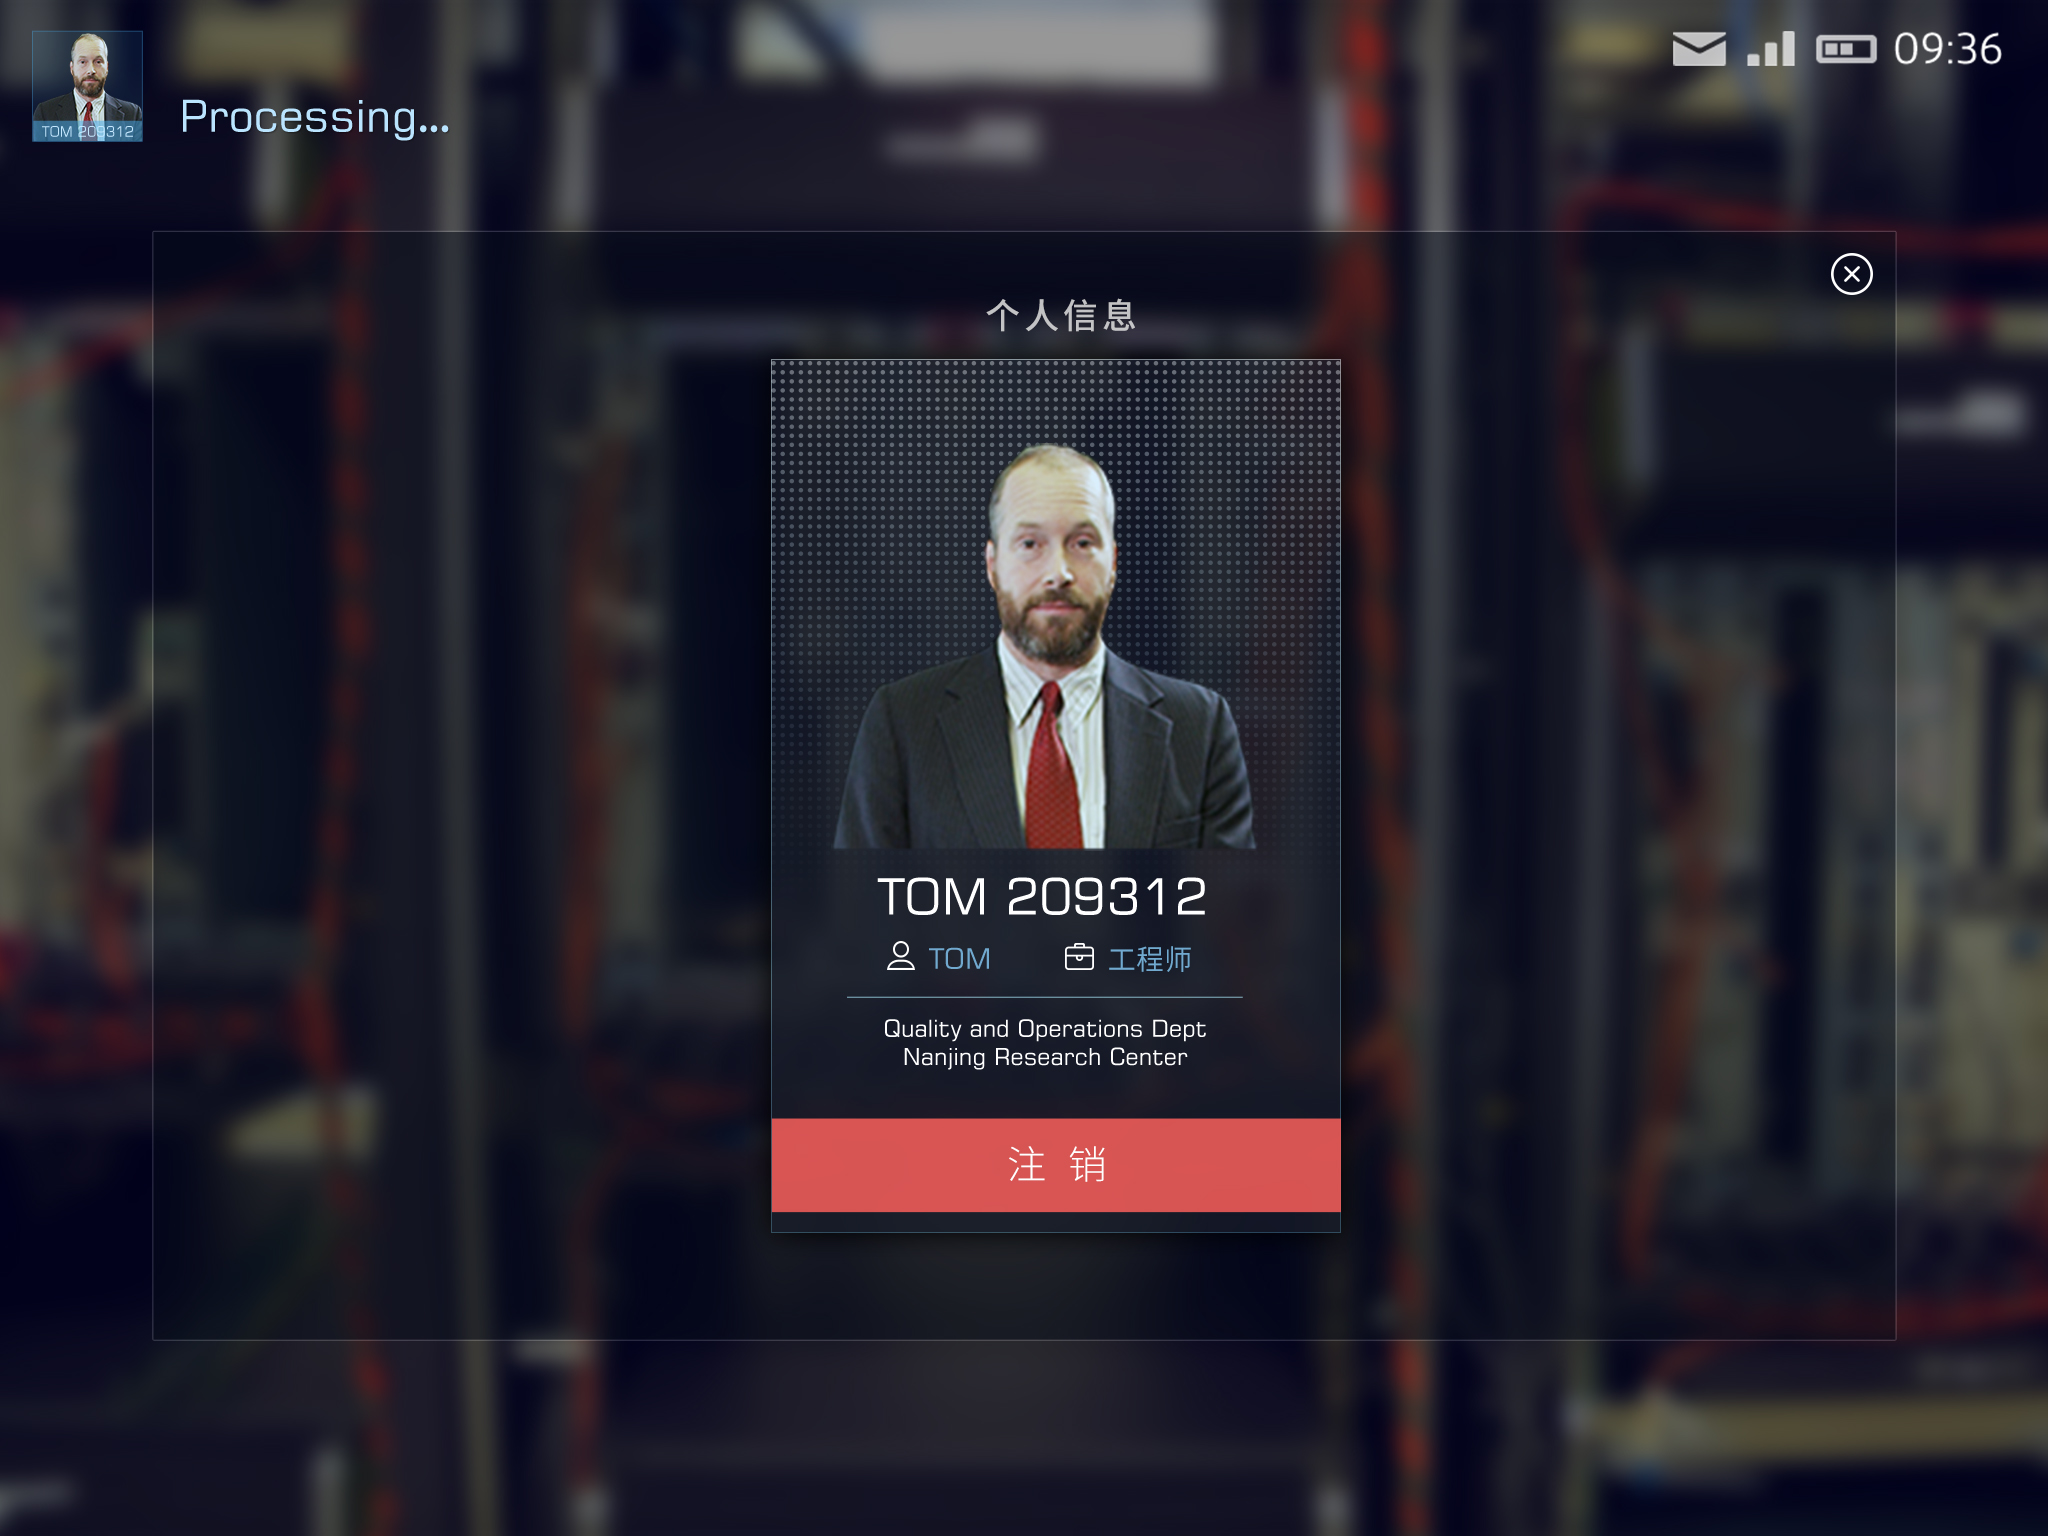 09:36
TOM 209312
Processing...
个人信息
TOM 209312
TOM
工程师
Quality and Operations Dept
Nanjing Research Center
注 销